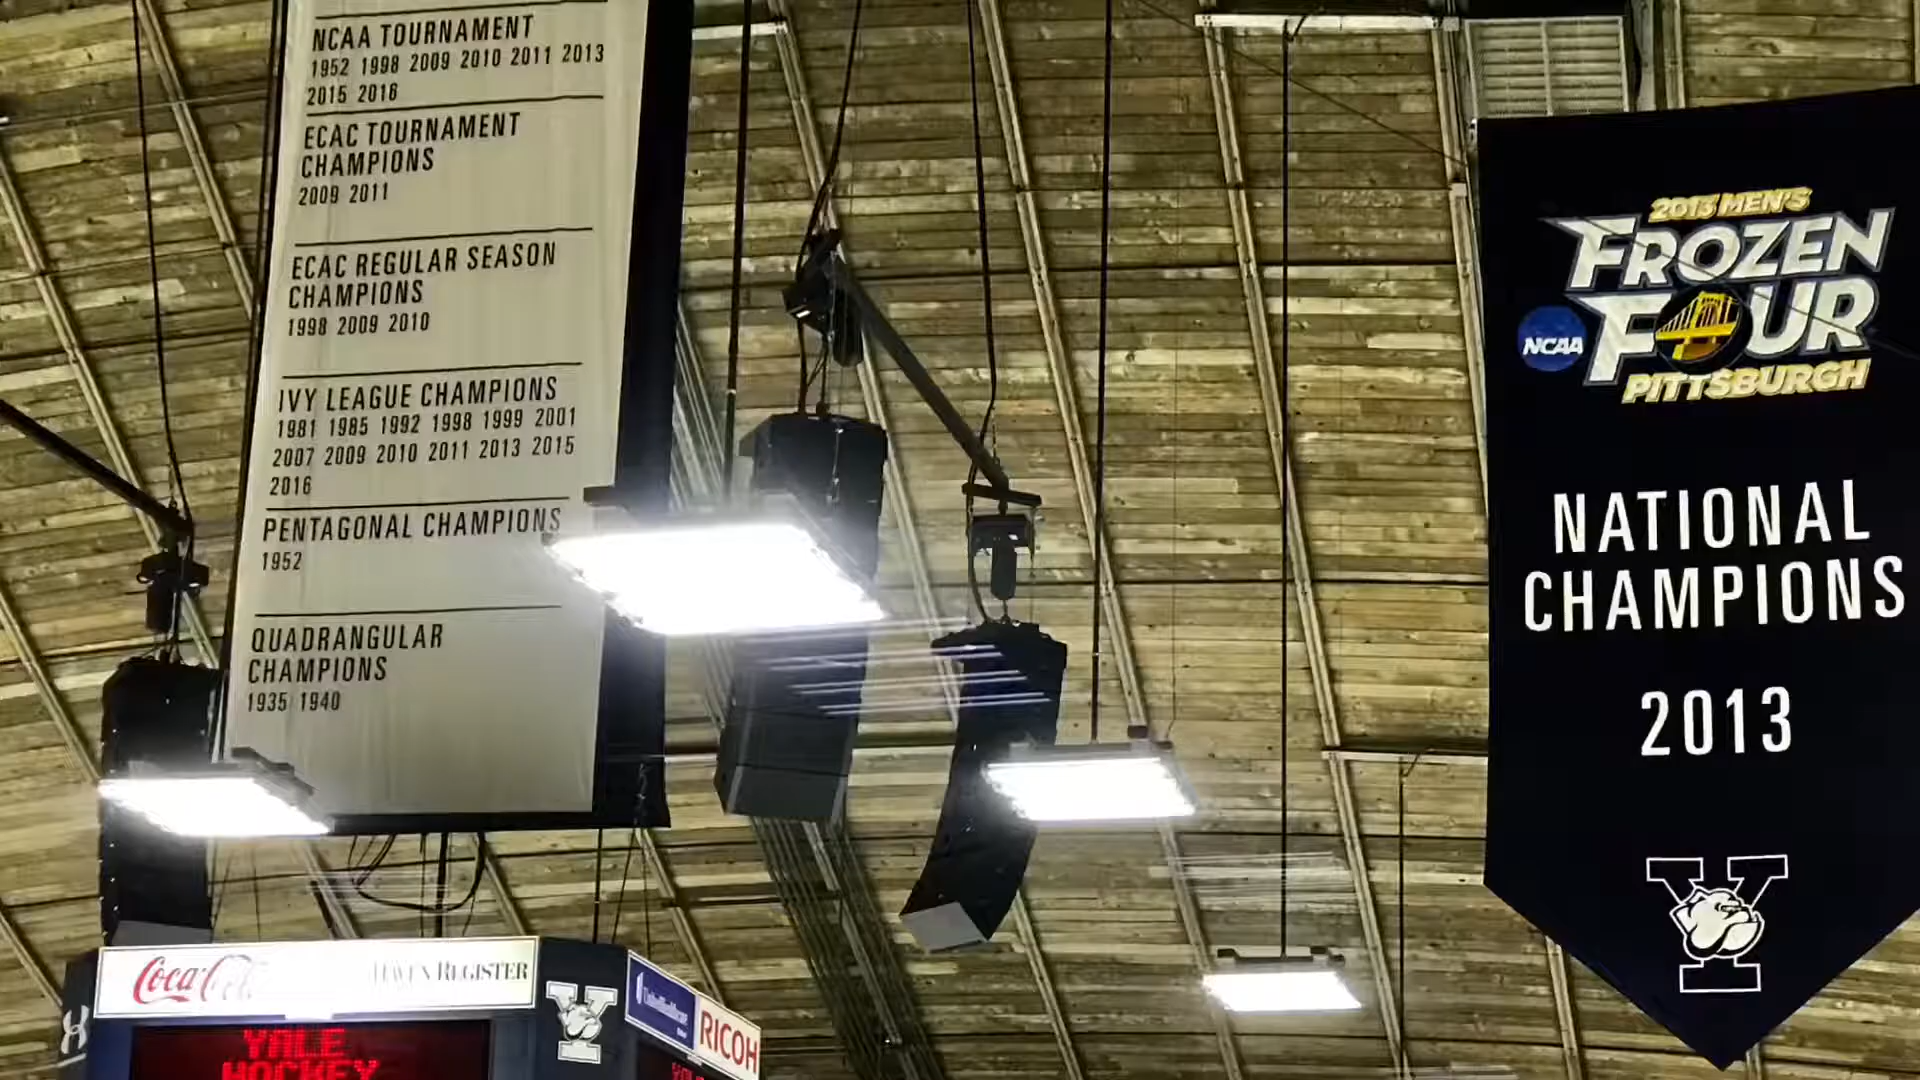 NCAA TOURNAMENT
1952 1998 2009 2010 2011 2013
2015 2016
ECAC TOURNAMENT
CHAMPIONS
2009 2011
ECAC REGULAR SEASON
CHAMPIONS
1998 2009 2010
IVY LEAGUE CHAMPIONS
1981 1985 1992 1998 1999 2001
2007 2009 2010 2011 2013 2015
2016
PENTAGONAL CHAMPIONS
1952
QUADRANGULAR
CHAMPIONS
1935 1940
2013 MEN'S
FROZEN
FOUR
NCAA
PITTSBURGH
NATIONAL
CHAMPIONS
2013
Y
Coca-Cola
HAVEN REGISTER
Y
UnitedHealthcare
RICOH
YALE
HOCKEY